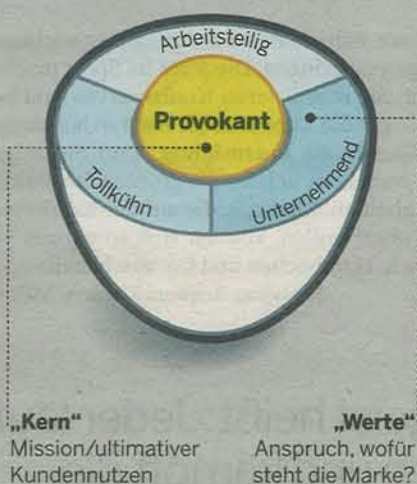 Arbeitsteilig
Provokant
Tollkühn
Unternehmend
„Kern“
Mission/ultimativer
Kundennutzen
„Werte“
Anspruch, wofür
steht die Marke?